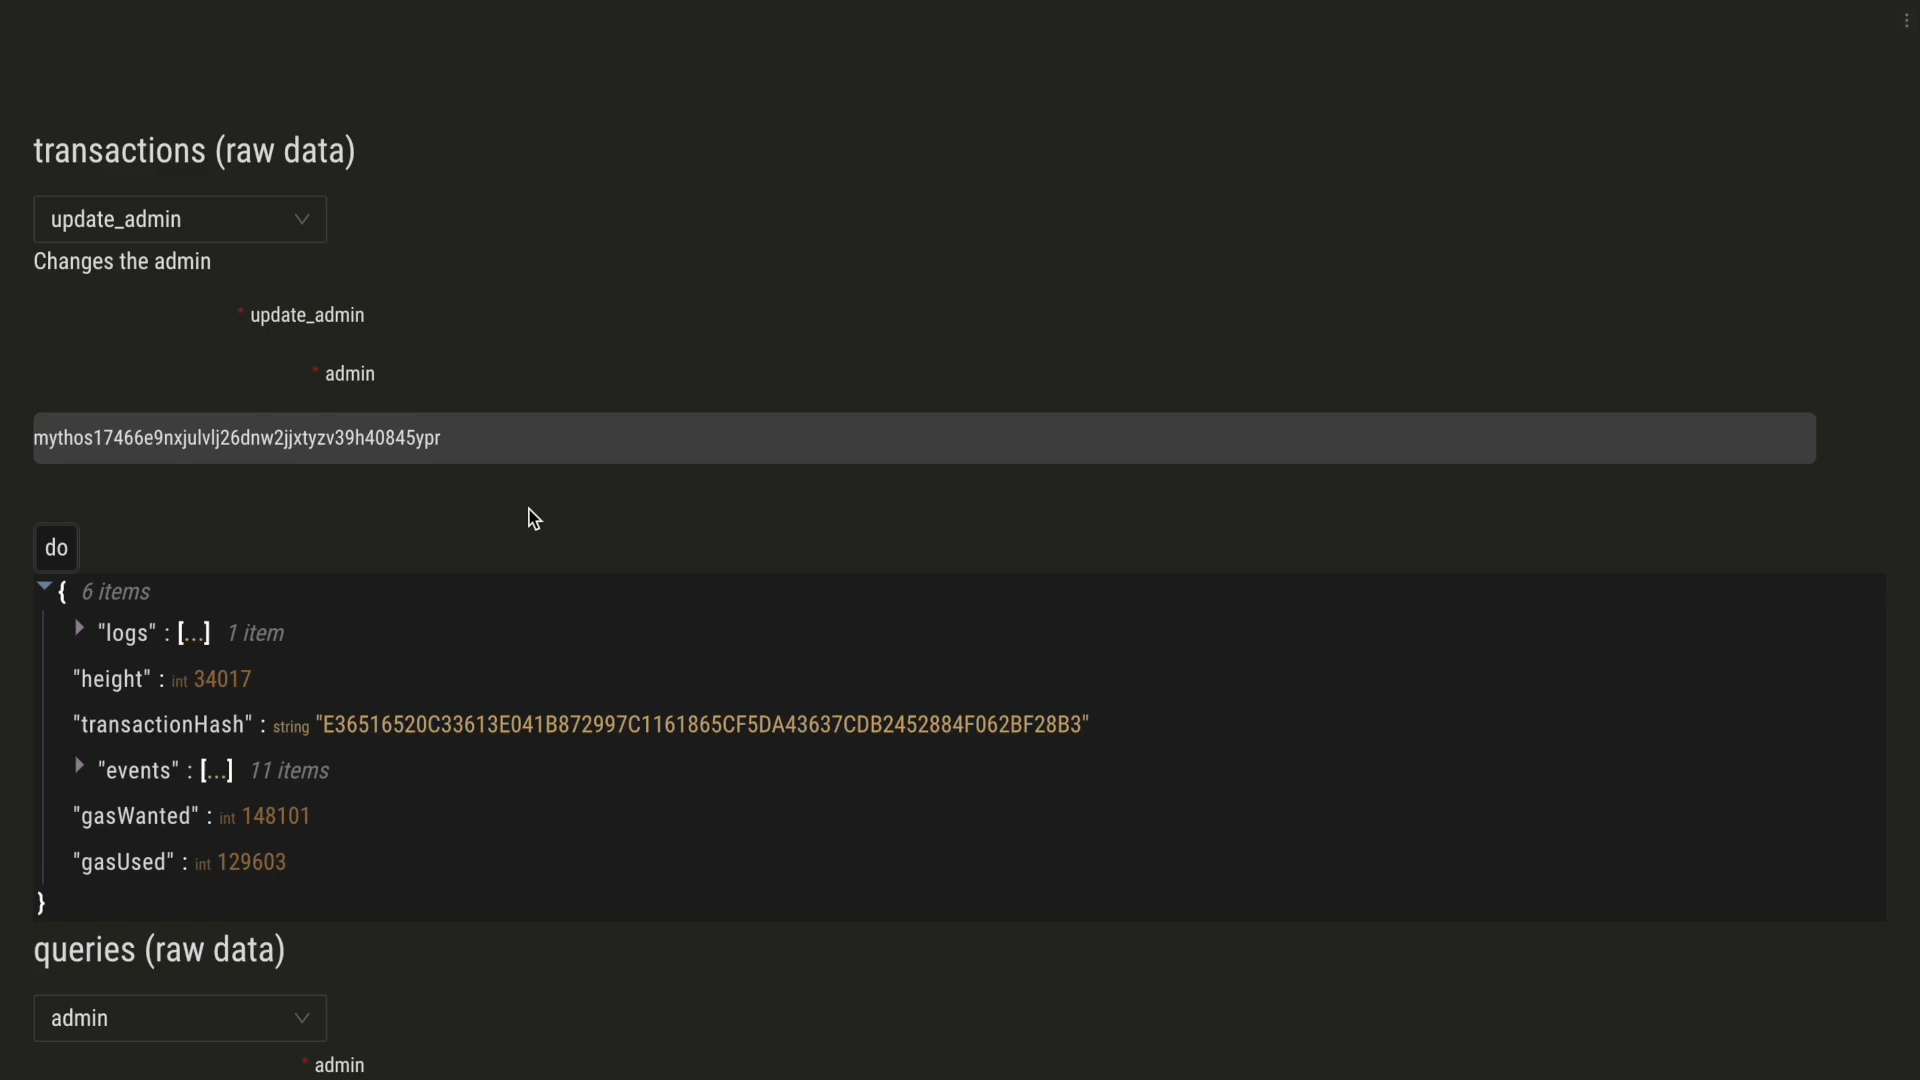 transactions (raw data)
update_admin
Changes the admin
* update_admin
* admin
mythos17466e9nxjulvlj26dnw2jjxtyzv39h40845ypr
do
{ 6 items
"logs" : [...] 1 item
"height" : int 34017
"transactionHash" : string "E36516520C33613E041B872997C1161865CF5DA43637CDB2452884F062BF28B3"
"events" : [...] 11 items
"gasWanted" : int 148101
"gasUsed" : int 129603
}
queries (raw data)
admin
* admin